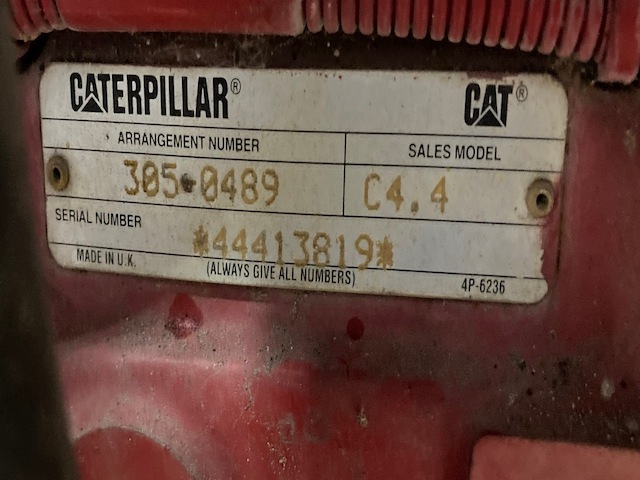 CATERPILLAR® CAT®
ARRANGEMENT NUMBER SALES MODEL
305-0489 C4.4
SERIAL NUMBER *44413819*
MADE IN U.K. (ALWAYS GIVE ALL NUMBERS) 4P-6236